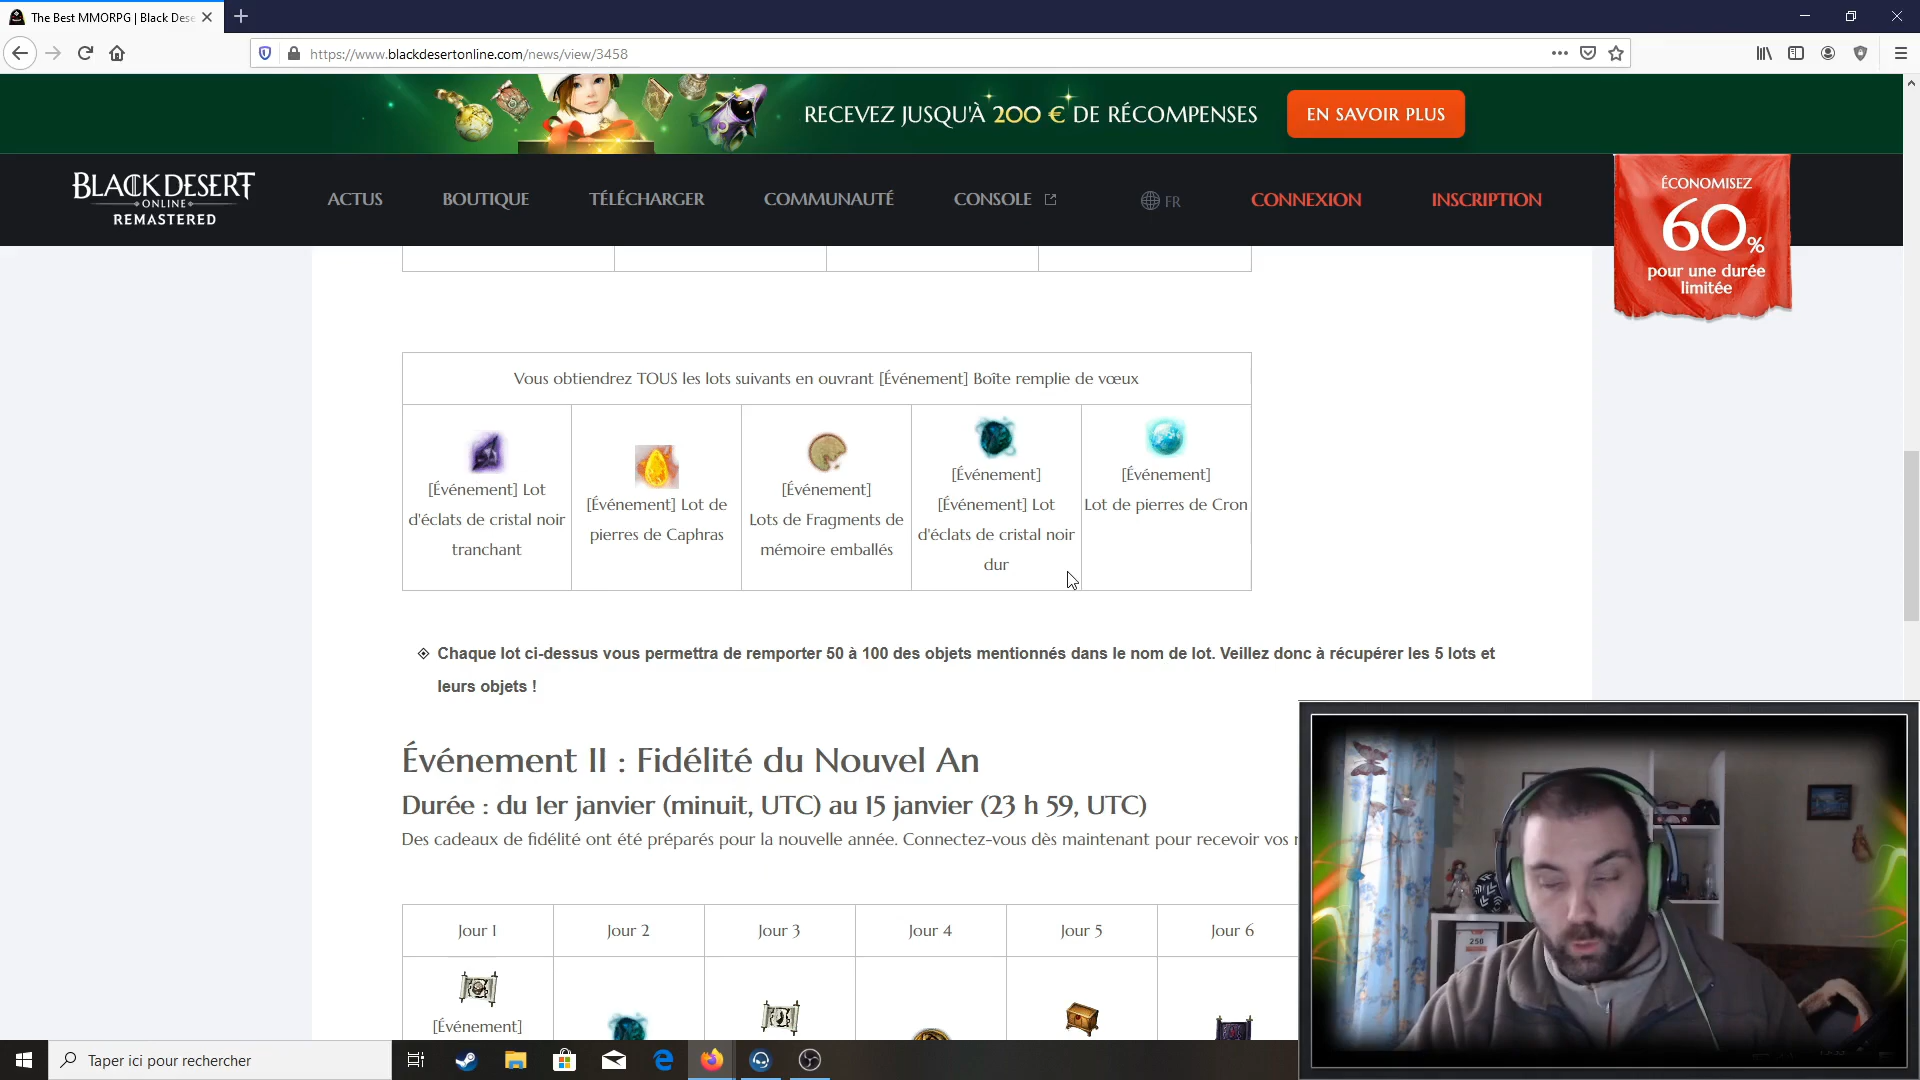 The Best MMORPG | Black Dese
https://www.blackdesertonline.com/news/view/3458
RECEVEZ JUSQU'À 200 € DE RÉCOMPENSES
EN SAVOIR PLUS
BLACK DESERT
ONLINE
REMASTERED
ACTUS
BOUTIQUE
TÉLÉCHARGER
COMMUNAUTÉ
CONSOLE
FR
CONNEXION
INSCRIPTION
ÉCONOMISEZ
60%
pour une durée
limitée
Vous obtiendrez TOUS les lots suivants en ouvrant [Événement] Boîte remplie de vœux
[Événement] Lot
d'éclats de cristal noir
tranchant
[Événement] Lot de
pierres de Caphras
[Événement]
Lots de Fragments de
mémoire emballés
[Événement]
[Événement] Lot
d'éclats de cristal noir
dur
[Événement]
Lot de pierres de Cron
Chaque lot ci-dessus vous permettra de remporter 50 à 100 des objets mentionnés dans le nom de lot. Veillez donc à récupérer les 5 lots et
leurs objets !
Événement II : Fidélité du Nouvel An
Durée : du 1er janvier (minuit, UTC) au 15 janvier (23 h 59, UTC)
Des cadeaux de fidélité ont été préparés pour la nouvelle année. Connectez-vous dès maintenant pour recevoir vos
Jour 1
Jour 2
Jour 3
Jour 4
Jour 5
Jour 6
[Événement]
250
Taper ici pour rechercher